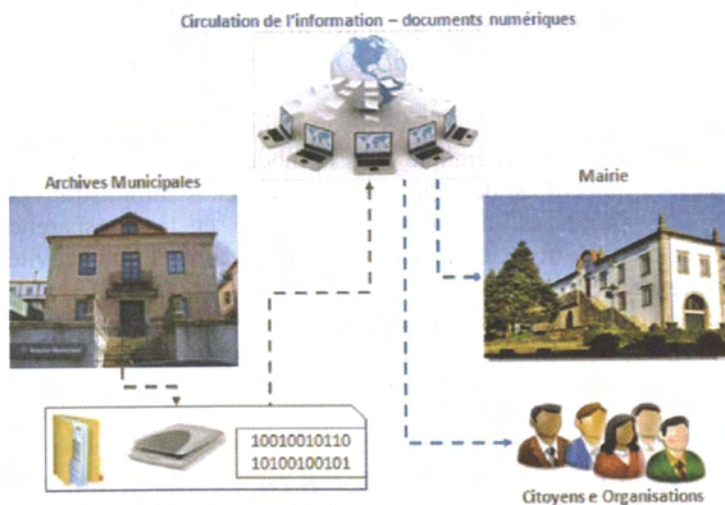 Circulation de l'information – documents numériques
Archives Municipales
Mairie
10010010110
10100100101
Citoyens e Organisations